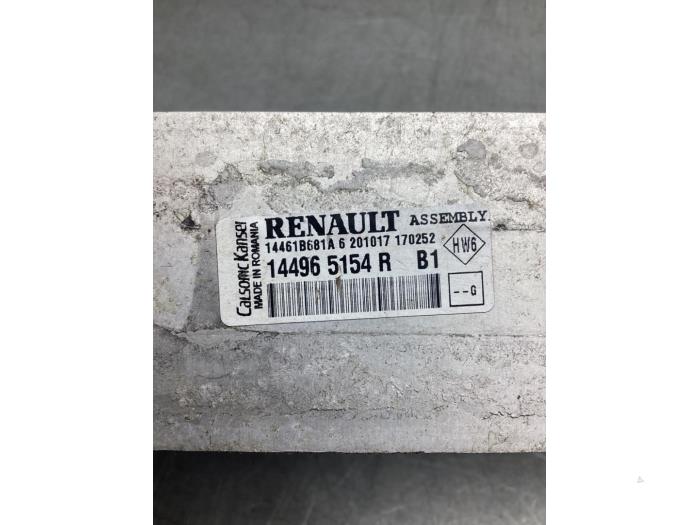 Calsonic Kansei
MADE IN ROMANIA
RENAULT ASSEMBLY
14461B681A 6 201017 170252
14496 5154 R B1
HW6
--G